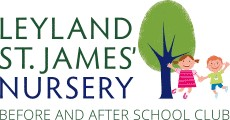 LEYLAND
ST. JAMES'
NURSERY
BEFORE AND AFTER SCHOOL CLUB